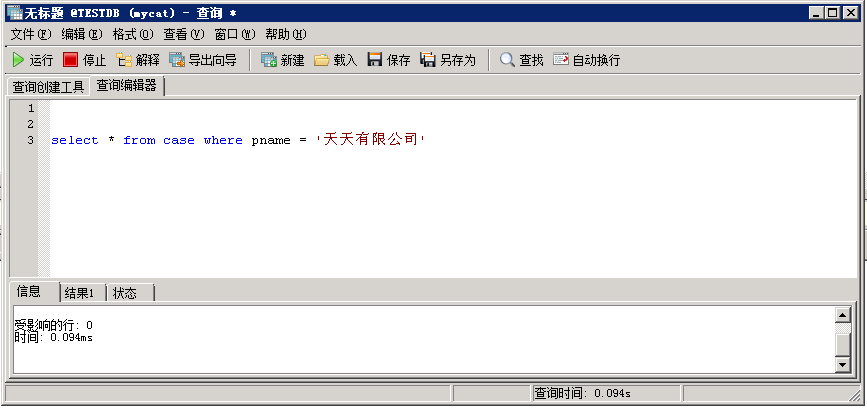 无标题 @TESTDB (mycat) - 查询 *
文件(F) 编辑(E) 格式(O) 查看(V) 窗口(W) 帮助(H)
运行 停止 解释 导出向导 新建 载入 保存 另存为 查找 自动换行
查询创建工具 查询编辑器
1
2
3 select * from case where pname = '天天有限公司'
信息 结果1 状态
受影响的行: 0
时间: 0.094ms
查询时间: 0.094s